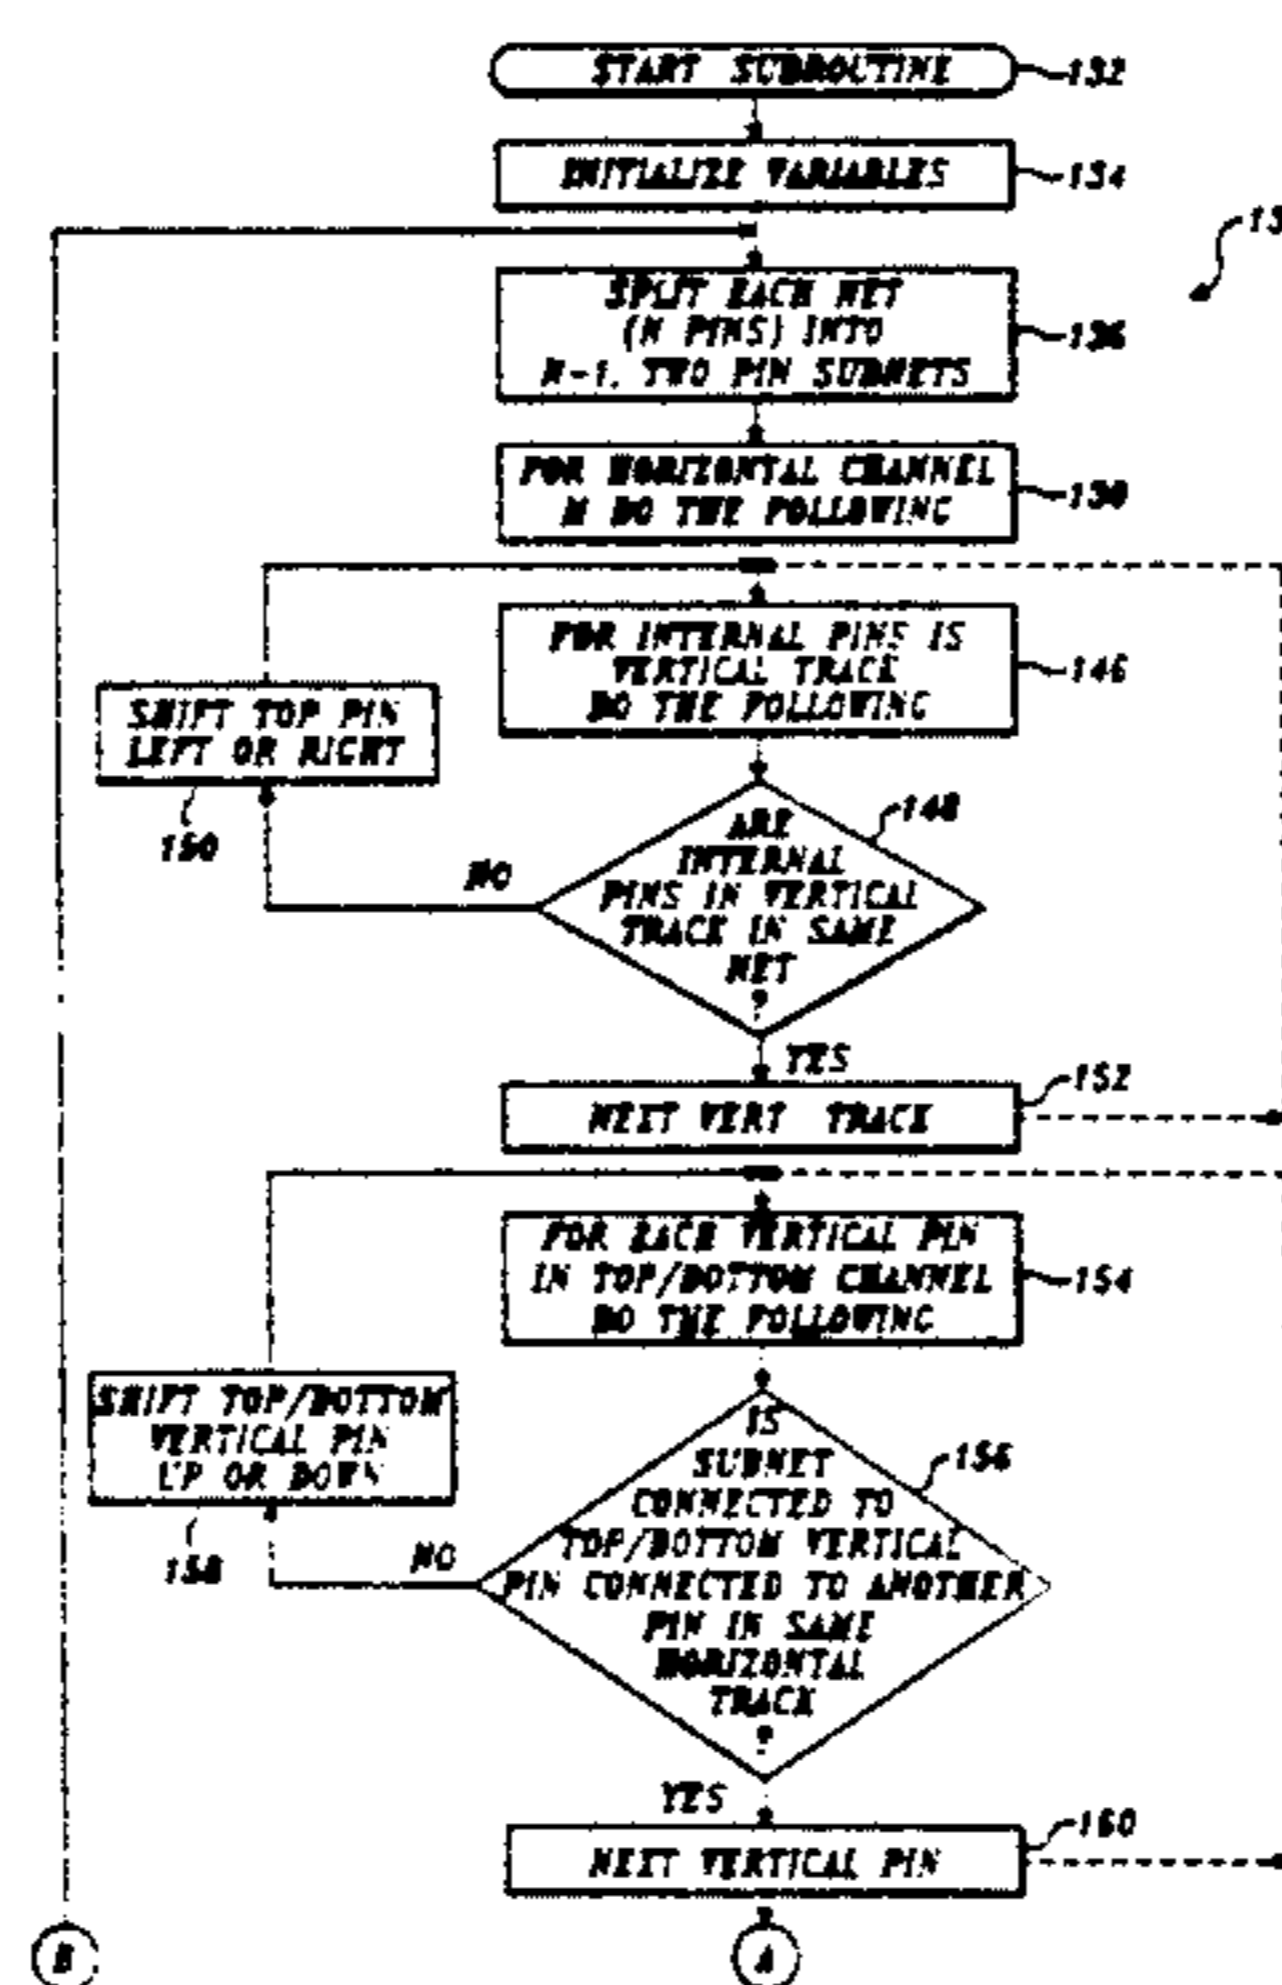 START SUBROUTINE
132
INITIALIZE VARIABLES
134
SPLIT EACH NET
(N PINS) INTO
N-1, TWO PIN SUBNETS
136
FOR HORIZONTAL CHANNEL
M DO THE FOLLOWING
138
FOR INTERNAL PINS IS
VERTICAL TRACK
DO THE FOLLOWING
146
SHIFT TOP PIN
LEFT OR RIGHT
150
ARE
INTERNAL
PINS IN VERTICAL
TRACK IN SAME
NET
?
148
NO
YES
NEXT VERT TRACK
152
FOR EACH VERTICAL PIN
IN TOP/BOTTOM CHANNEL
DO THE FOLLOWING
154
SHIFT TOP/BOTTOM
VERTICAL PIN
UP OR DOWN
158
IS
SUBNET
CONNECTED TO
TOP/BOTTOM VERTICAL
PIN CONNECTED TO ANOTHER
PIN IN SAME
HORIZONTAL
TRACK
?
156
NO
YES
NEXT VERTICAL PIN
160
B
A